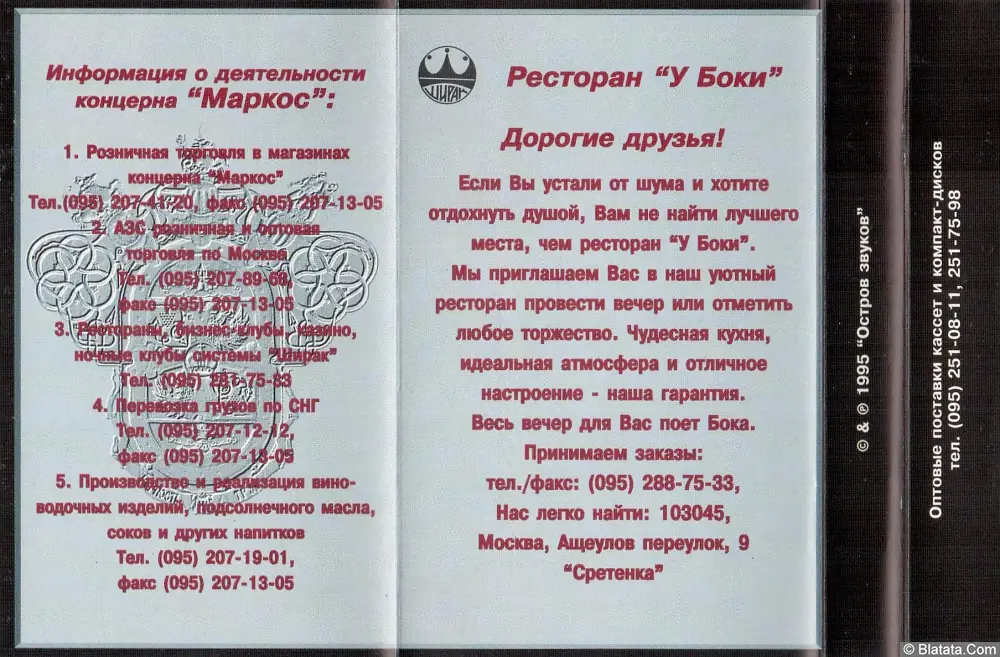 Информация о деятельности
концерна "Маркос":
1. Розничная торговля в магазинах
концерна "Маркос"
Тел.(095) 207-41-20, факс (095) 207-13-05
2. АЗС розничная и оптовая
торговля по Москве
Тел. (095) 207-89-68,
факс (095) 207-13-05
3. Рестораны, бизнес-клубы, казино,
ночные клубы системы "Ширак"
Тел. (095) 281-75-33
4. Перевозка грузов по СНГ
Тел. (095) 207-12-12,
факс (095) 207-13-05
5. Производство и реализация вино-
водочных изделий, подсолнечного масла,
соков и других напитков
Тел. (095) 207-19-01,
факс (095) 207-13-05
ШИРАК
Ресторан "У Боки"
Дорогие друзья!
Если Вы устали от шума и хотите
отдохнуть душой, Вам не найти лучшего
места, чем ресторан "У Боки".
Мы приглашаем Вас в наш уютный
ресторан провести вечер или отметить
любое торжество. Чудесная кухня,
идеальная атмосфера и отличное
настроение - наша гарантия.
Весь вечер для Вас поет Бока.
Принимаем заказы:
тел./факс: (095) 288-75-33,
Нас легко найти: 103045,
Москва, Ащеулов переулок, 9
"Сретенка"
© & ℗ 1995 "Остров звуков"
Оптовые поставки кассет и компакт-дисков
тел. (095) 251-08-11, 251-75-98
© Blatata.Com